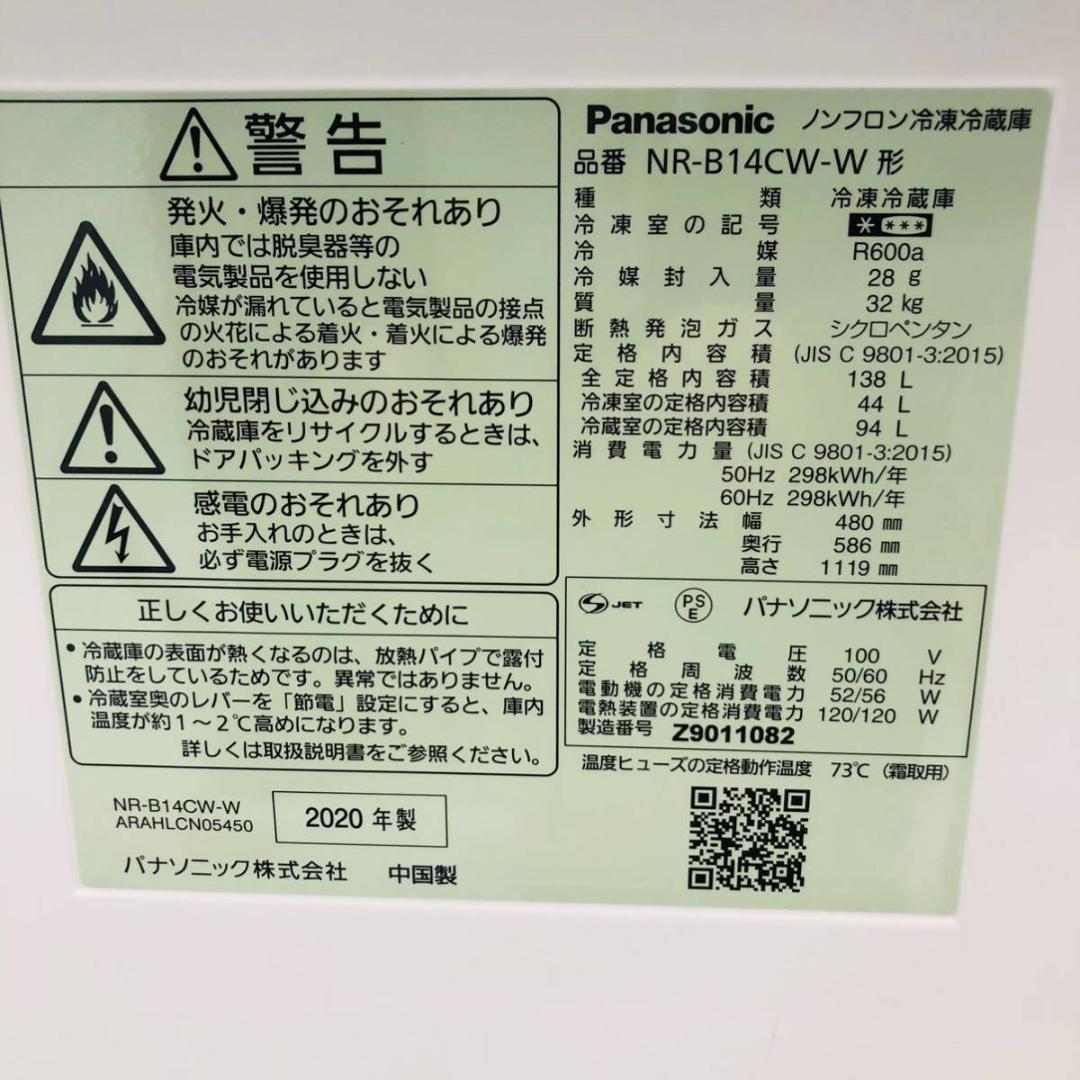 警告
発火・爆発のおそれあり
庫内では脱臭器等の
電気製品を使用しない
冷媒が漏れていると電気製品の接点
の火花による着火・着火による爆発
のおそれがあります
幼児閉じ込みのおそれあり
冷蔵庫をリサイクルするときは、
ドアパッキングを外す
感電のおそれあり
お手入れのときは、
必ず電源プラグを抜く
正しくお使いいただくために
・冷蔵庫の表面が熱くなるのは、放熱パイプで露付
防止をしているためです。異常ではありません。
・冷蔵室奥のレバーを「節電」設定にすると、庫内
温度が約1～2℃高めになります。
詳しくは取扱説明書をご参照ください。
NR-B14CW-W
ARAHLCN05450
2020 年製
パナソニック株式会社 中国製
Panasonic ノンフロン冷凍冷蔵庫
品番 NR-B14CW-W 形
種類 冷凍冷蔵庫
冷凍室の記号 * ***
冷媒 R600a
冷媒封入量 28 g
質量 32 kg
断熱発泡ガス シクロペンタン
定格内容積 (JIS C 9801-3:2015)
全定格内容積 138 L
冷凍室の定格内容積 44 L
冷蔵室の定格内容積 94 L
消費電力量 (JIS C 9801-3:2015)
50Hz 298kWh/年
60Hz 298kWh/年
外形寸法 幅 480 mm
奥行 586 mm
高さ 1119 mm
S JET PSE パナソニック株式会社
定格電圧 100 V
定格周波数 50/60 Hz
電動機の定格消費電力 52/56 W
電熱装置の定格消費電力 120/120 W
製造番号 Z9011082
温度ヒューズの定格動作温度 73℃（霜取用）